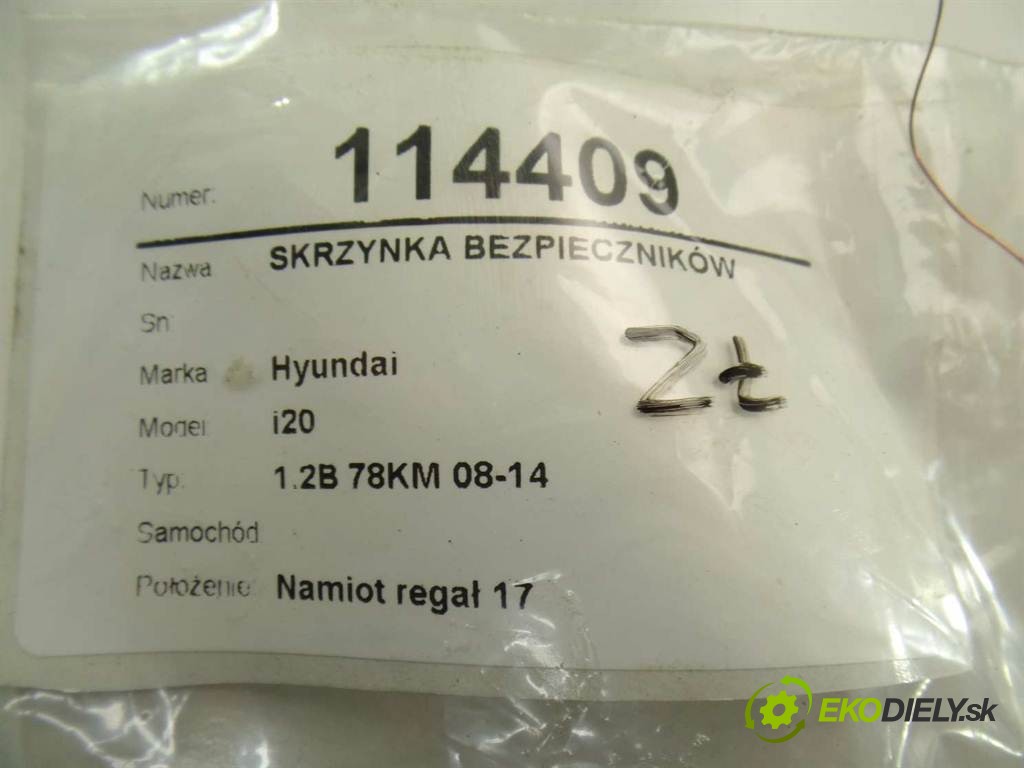 Numer: 114409
Nazwa SKRZYNKA BEZPIECZNIKÓW
Sn:
Marka Hyundai
Model: i20
Typ: 1.2B 78KM 08-14
Samochód
Położenie: Namiot regał 17
Zł
EKODIELY.sk